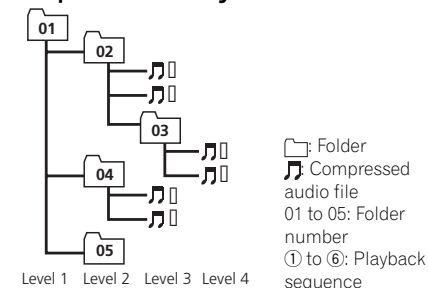 01
02
03
04
05
Level 1 Level 2 Level 3 Level 4
: Folder
: Compressed
audio file
01 to 05: Folder
number
① to ⑥: Playback
sequence